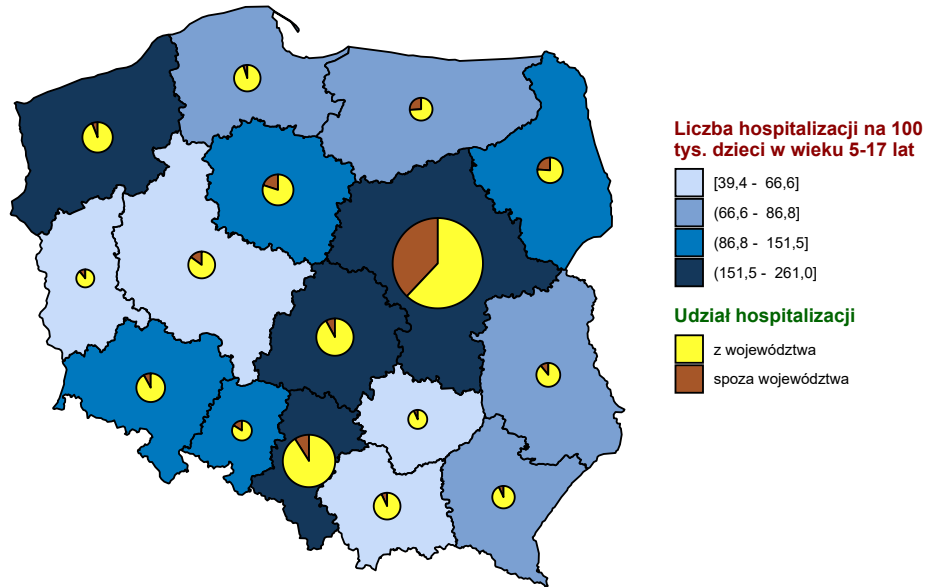 Liczba hospitalizacji na 100
tys. dzieci w wieku 5-17 lat
[39,4 - 66,6]
(66,6 - 86,8]
(86,8 - 151,5]
(151,5 - 261,0]
Udział hospitalizacji
z województwa
spoza województwa